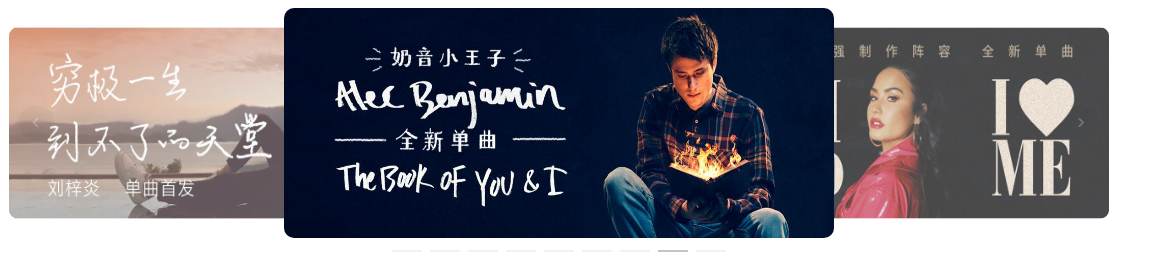 穷极一生
到不了的天堂
刘梓炎 单曲首发
奶音小王子
Alec Benjamin
全新单曲
The Book OF YOU & I
强制作阵容 全新单曲
I
ME